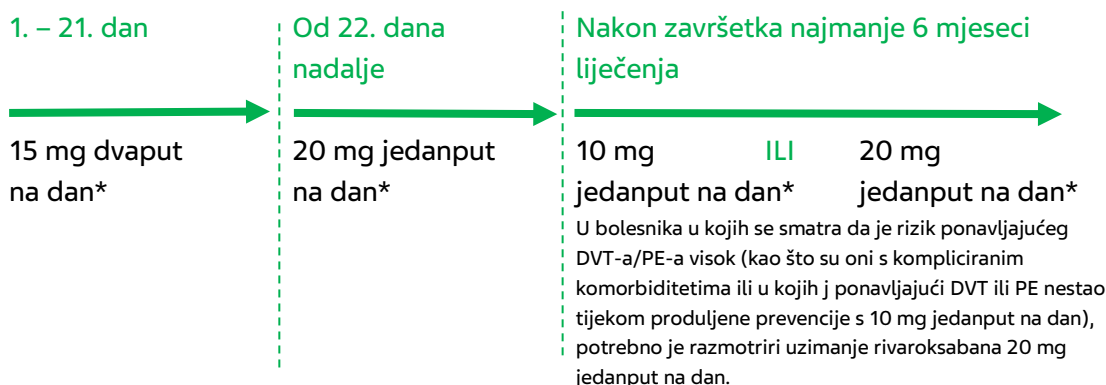 1. – 21. dan
15 mg dvaput
na dan*
Od 22. dana
nadalje
20 mg jedanput
na dan*
Nakon završetka najmanje 6 mjeseci
liječenja
10 mg ILI 20 mg
jedanput na dan* jedanput na dan*
U bolesnika u kojih se smatra da je rizik ponavljajućeg
DVT-a/PE-a visok (kao što su oni s kompliciranim
komorbiditetima ili u kojih j ponavljajući DVT ili PE nestao
tijekom produljene prevencije s 10 mg jedanput na dan),
potrebno je razmotriri uzimanje rivaroksabana 20 mg
jedanput na dan.